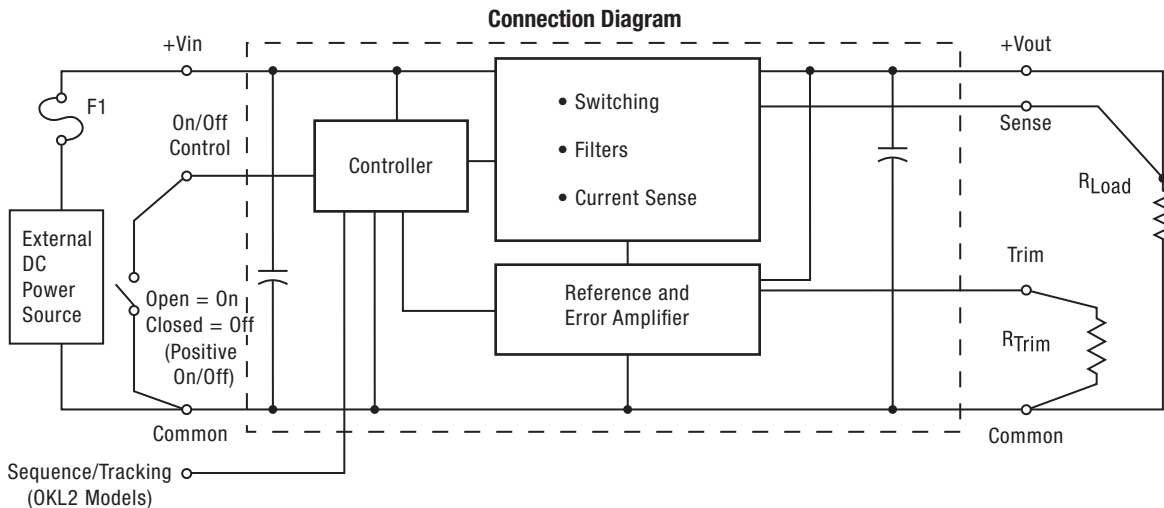 Connection Diagram
+Vin
+Vout
F1
On/Off
Control
Controller
• Switching
• Filters
• Current Sense
Sense
RLoad
External
DC
Power
Source
Open = On
Closed = Off
(Positive
On/Off)
Reference and
Error Amplifier
Trim
RTrim
Common
Common
Sequence/Tracking
(OKL2 Models)